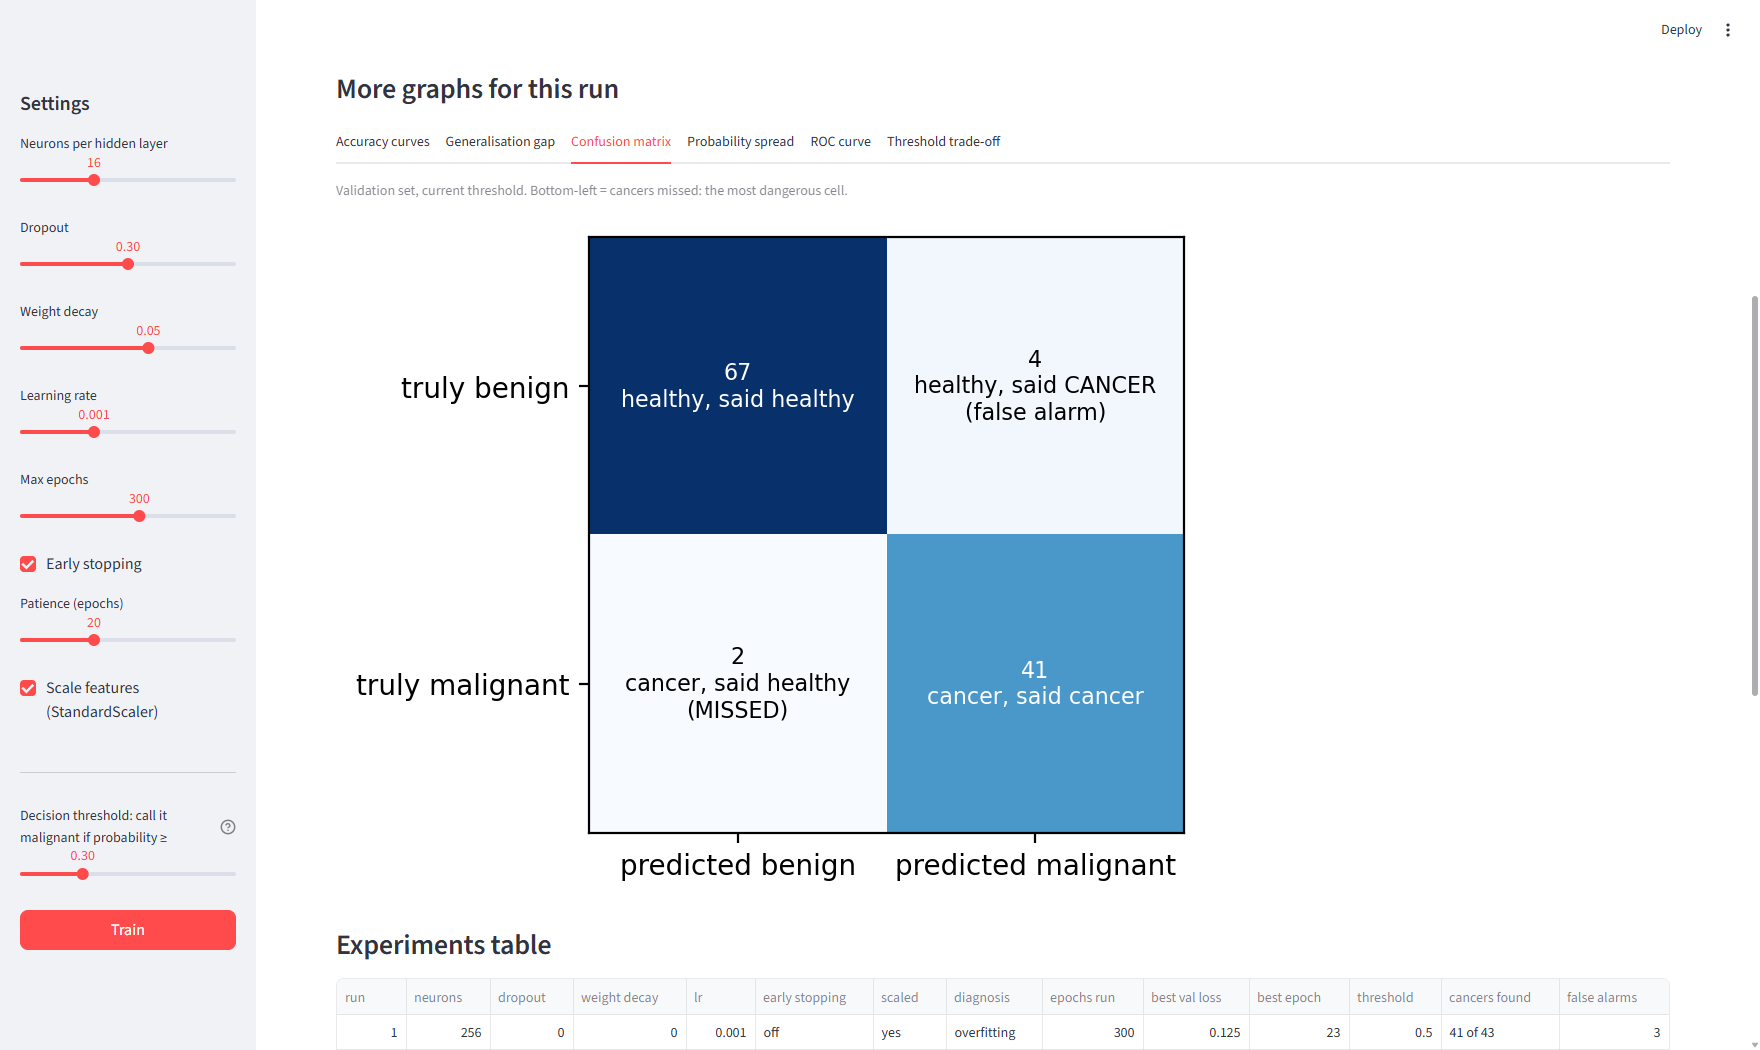 Deploy
Settings
Neurons per hidden layer
16
Dropout
0.30
Weight decay
0.05
Learning rate
0.001
Max epochs
300
Early stopping
Patience (epochs)
20
Scale features
(StandardScaler)
Decision threshold: call it
malignant if probability ≥
0.30
Train
More graphs for this run
Accuracy curves Generalisation gap Confusion matrix Probability spread ROC curve Threshold trade-off
Validation set, current threshold. Bottom-left = cancers missed: the most dangerous cell.
truly benign
67
healthy, said healthy
4
healthy, said CANCER
(false alarm)
truly malignant
2
cancer, said healthy
(MISSED)
41
cancer, said cancer
predicted benign predicted malignant
Experiments table
run neurons dropout weight decay lr early stopping scaled diagnosis epochs run best val loss best epoch threshold cancers found false alarms
1 256 0 0 0.001 off yes overfitting 300 0.125 23 0.5 41 of 43 3